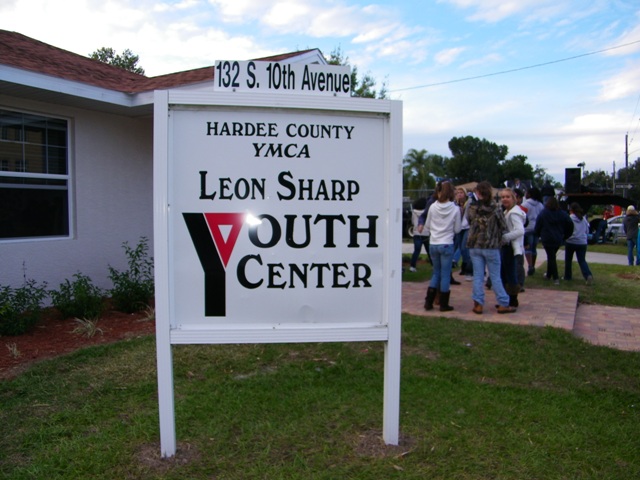 132 S. 10th Avenue
HARDEE COUNTY
YMCA
LEON SHARP
YOUTH
CENTER